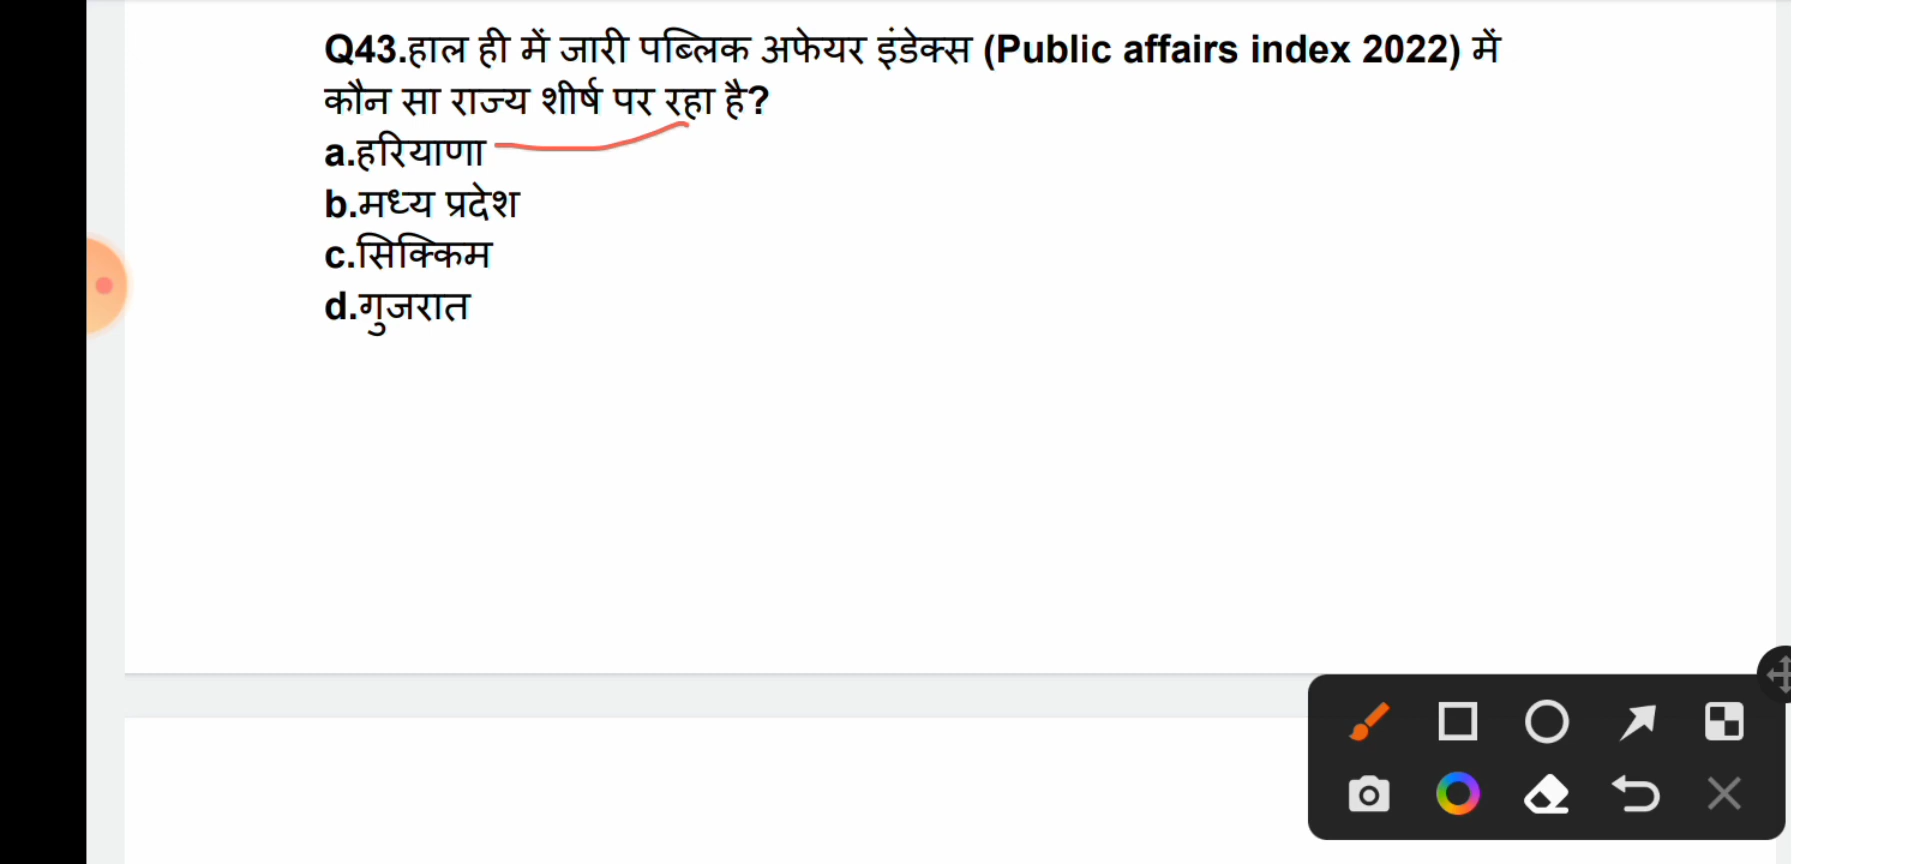 Q43.हाल ही में जारी पब्लिक अफेयर इंडेक्स (Public affairs index 2022) में
कौन सा राज्य शीर्ष पर रहा है?
a.हरियाणा
b.मध्य प्रदेश
c.सिक्किम
d.गुजरात